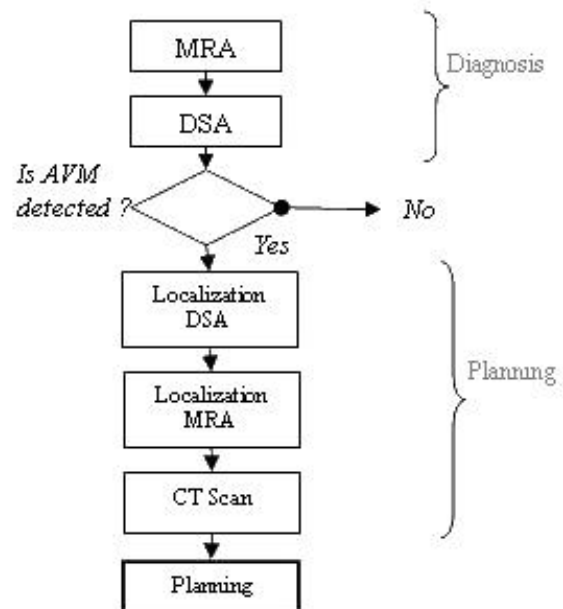 MRA
Diagnosis
DSA
Is AVM
detected ?
No
Yes
Localization
DSA
Planning
Localization
MRA
CT Scan
Planning